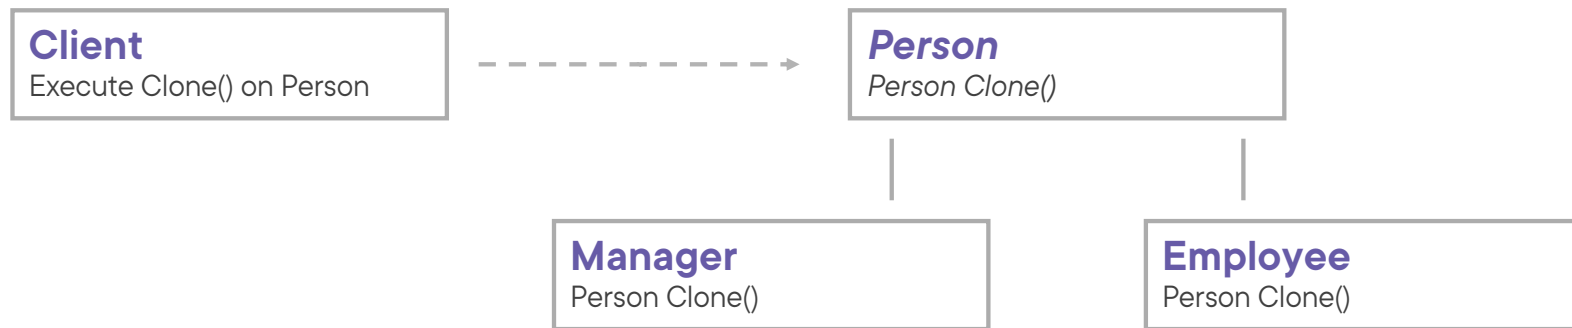 Client
Execute Clone() on Person
Person
Person Clone()
Manager
Person Clone()
Employee
Person Clone()